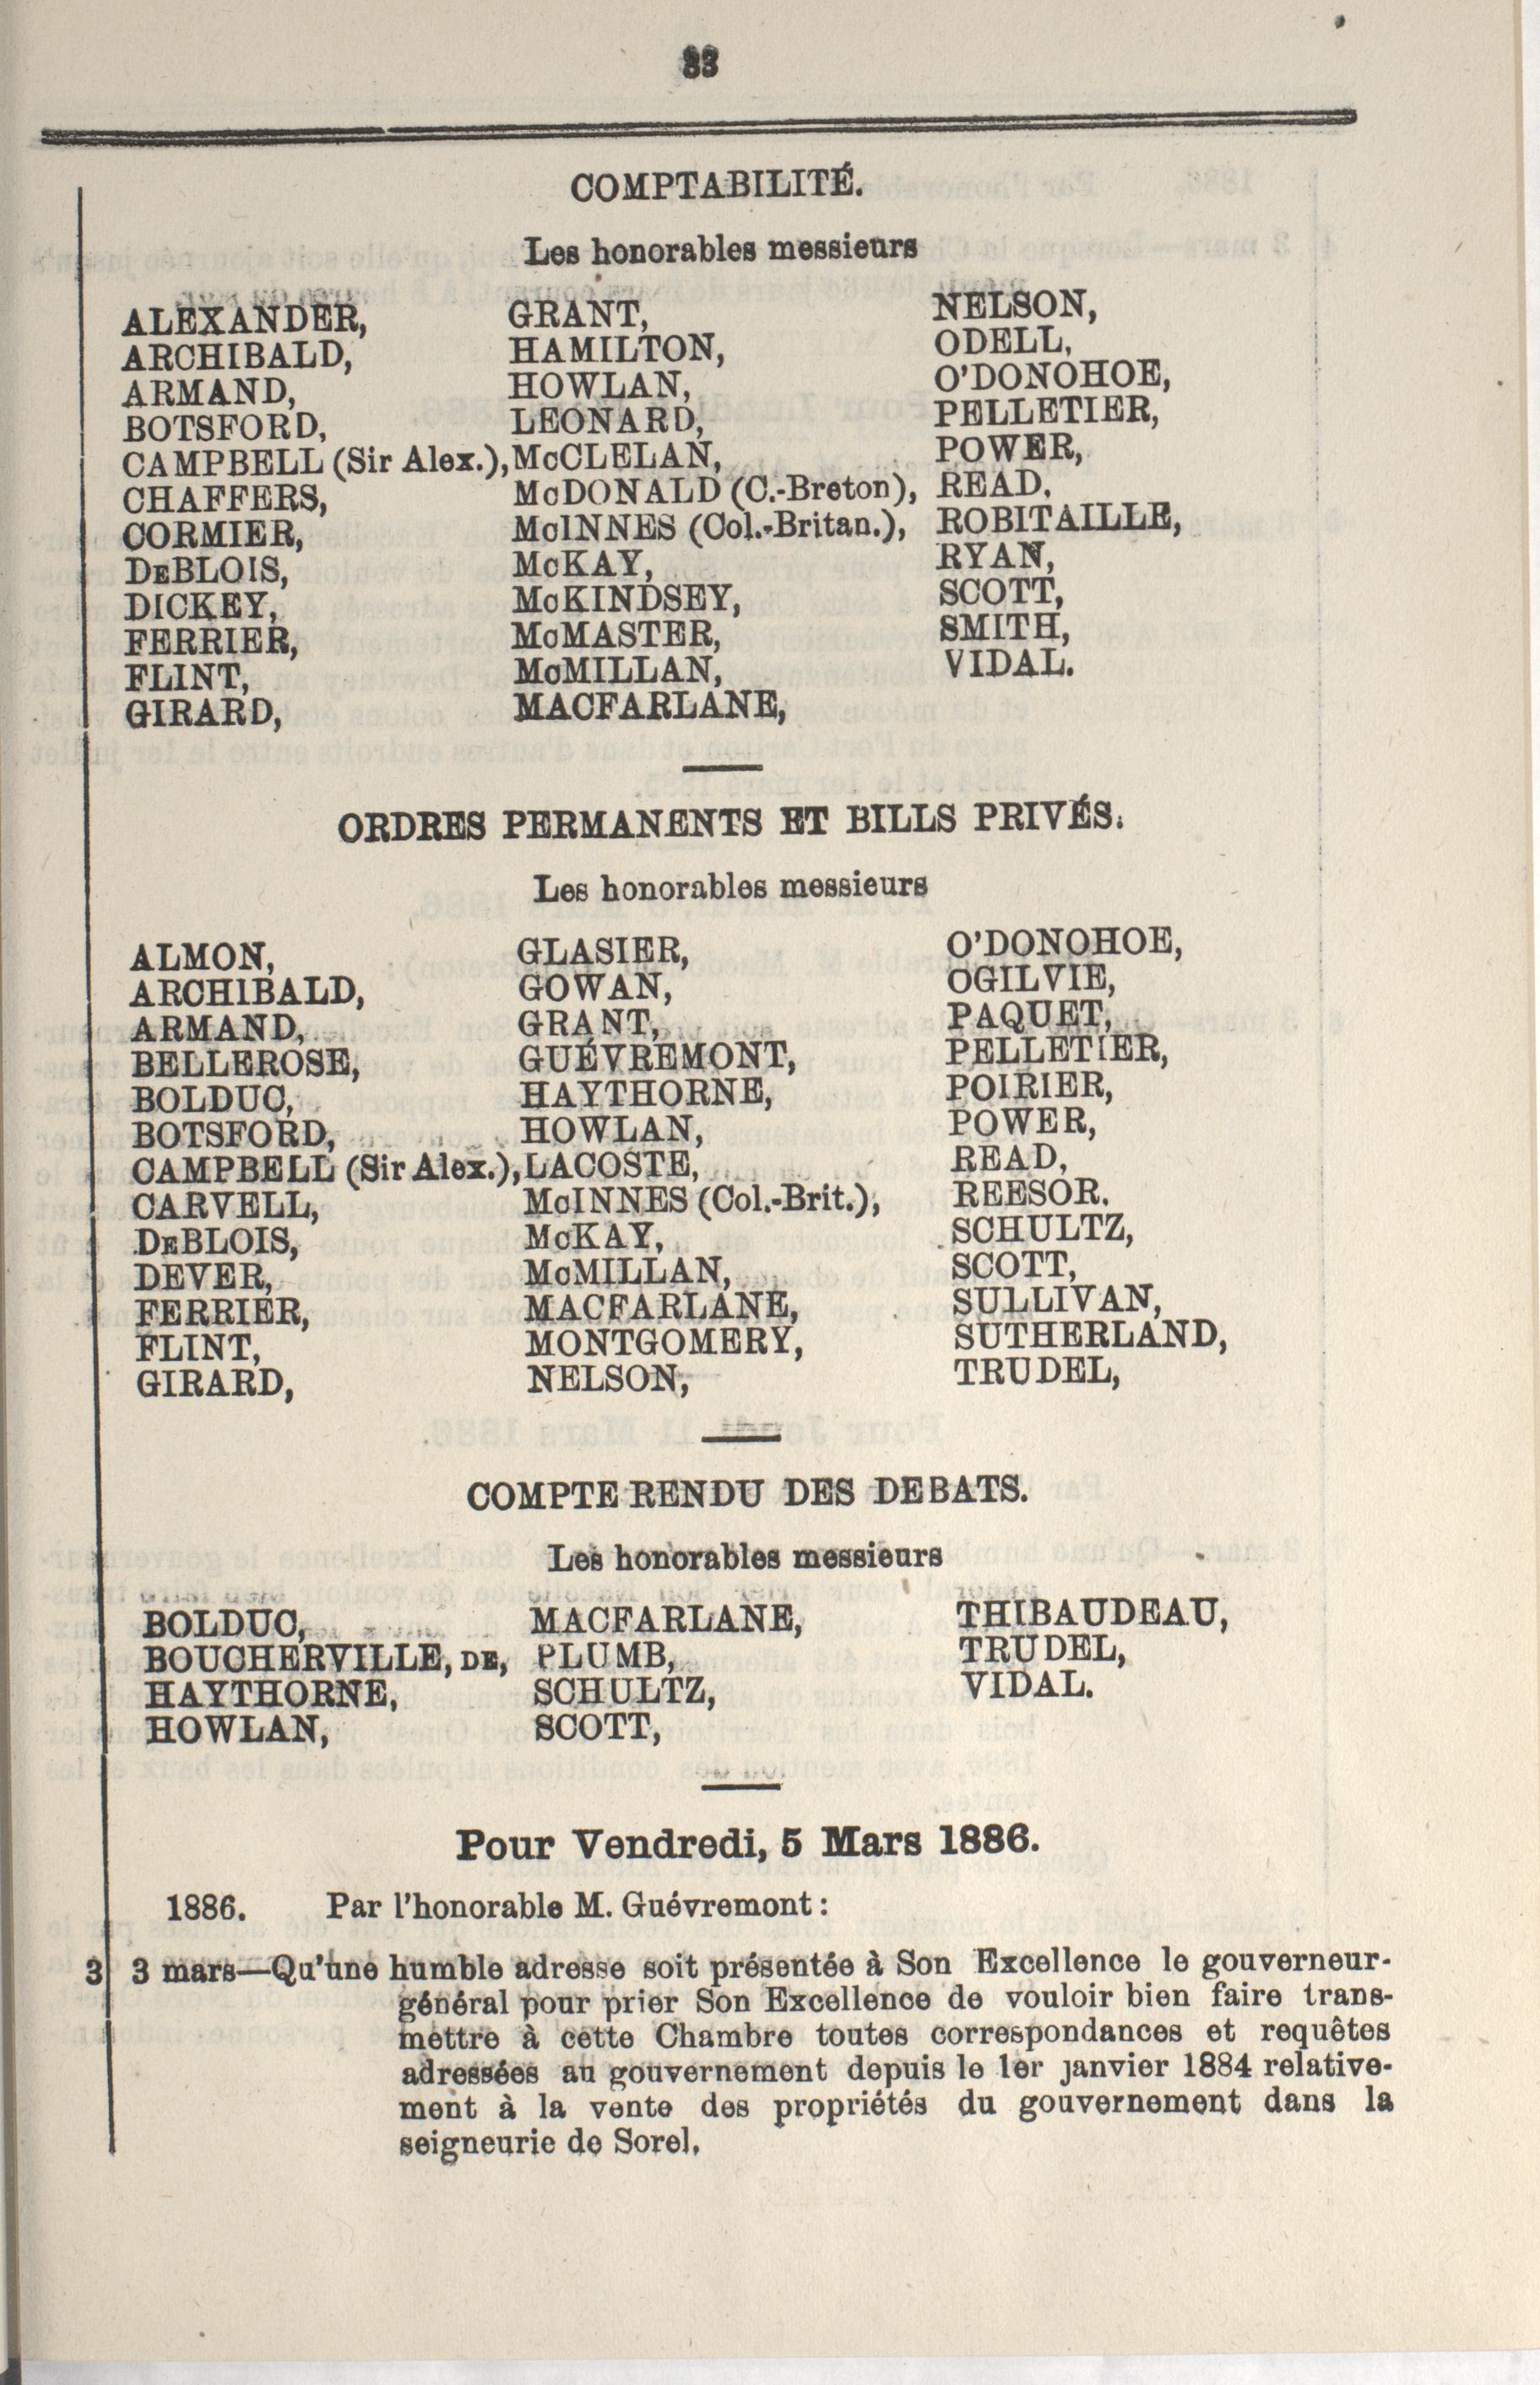 33
COMPTABILITÉ.
Les honorables messieurs
ALEXANDER, GRANT, NELSON,
ARCHIBALD, HAMILTON, ODELL,
ARMAND, HOWLAN, O'DONOHOE,
BOTSFORD, LEONARD, PELLETIER,
CAMPBELL (Sir Alex.), McCLELAN, POWER,
CHAFFERS, McDONALD (C.-Breton), READ,
CORMIER, McINNES (Col.-Britan.), ROBITAILLE,
DeBLOIS, McKAY, RYAN,
DICKEY, McKINDSEY, SCOTT,
FERRIER, McMASTER, SMITH,
FLINT, McMILLAN, VIDAL.
GIRARD, MACFARLANE,
ORDRES PERMANENTS ET BILLS PRIVÉS.
Les honorables messieurs
ALMON, GLASIER, O'DONOHOE,
ARCHIBALD, GOWAN, OGILVIE,
ARMAND, GRANT, PAQUET,
BELLEROSE, GUÉVREMONT, PELLETIER,
BOLDUC, HAYTHORNE, POIRIER,
BOTSFORD, HOWLAN, POWER,
CAMPBELL (Sir Alex.), LACOSTE, READ,
CARVELL, McINNES (Col.-Brit.), REESOR.
DeBLOIS, McKAY, SCHULTZ,
DEVER, McMILLAN, SCOTT,
FERRIER, MACFARLANE, SULLIVAN,
FLINT, MONTGOMERY, SUTHERLAND,
GIRARD, NELSON, TRUDEL,
COMPTE RENDU DES DEBATS.
Les honorables messieurs
BOLDUC, MACFARLANE, THIBAUDEAU,
BOUCHERVILLE, DE, PLUMB, TRUDEL,
HAYTHORNE, SCHULTZ, VIDAL.
HOWLAN, SCOTT,
Pour Vendredi, 5 Mars 1886.
1886. Par l'honorable M. Guévremont :
3 3 mars—Qu'une humble adresse soit présentée à Son Excellence le gouverneur-
général pour prier Son Excellence de vouloir bien faire trans-
mettre à cette Chambre toutes correspondances et requêtes
adressées au gouvernement depuis le 1er janvier 1884 relative-
ment à la vente des propriétés du gouvernement dans la
seigneurie de Sorel.